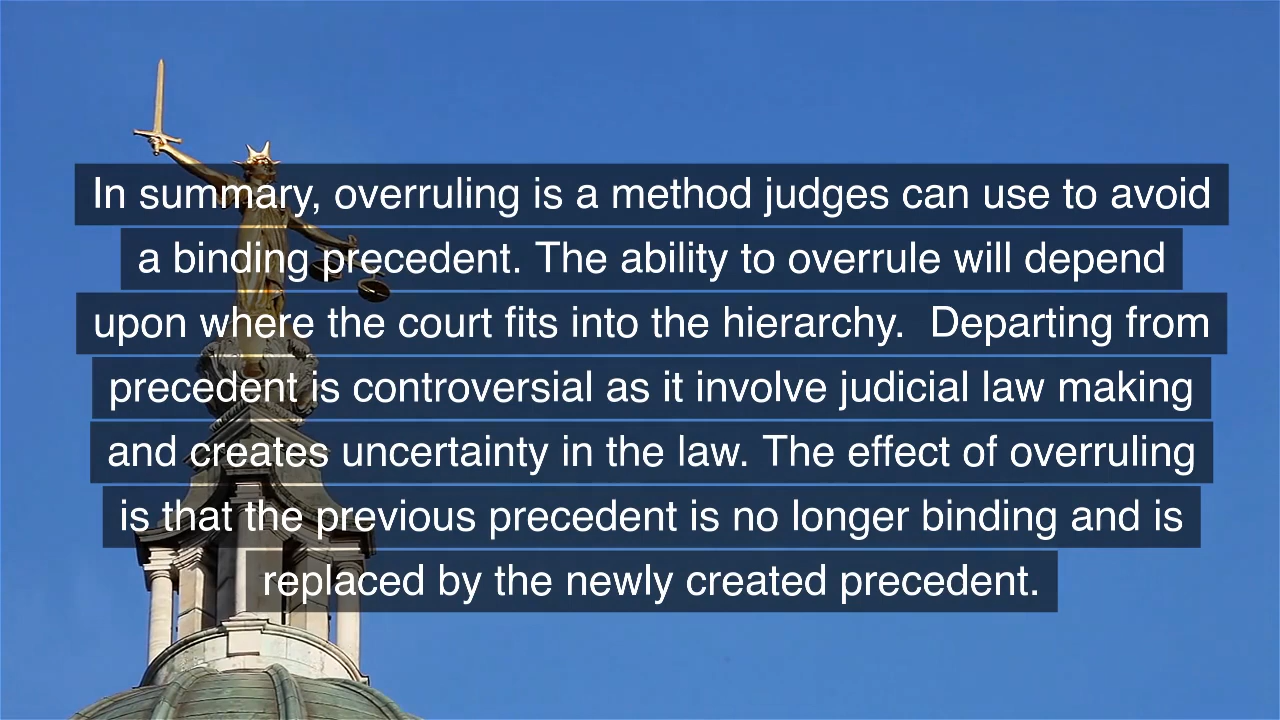 In summary, overruling is a method judges can use to avoid
a binding precedent. The ability to overrule will depend
upon where the court fits into the hierarchy.  Departing from
precedent is controversial as it involve judicial law making
and creates uncertainty in the law. The effect of overruling
is that the previous precedent is no longer binding and is
replaced by the newly created precedent.